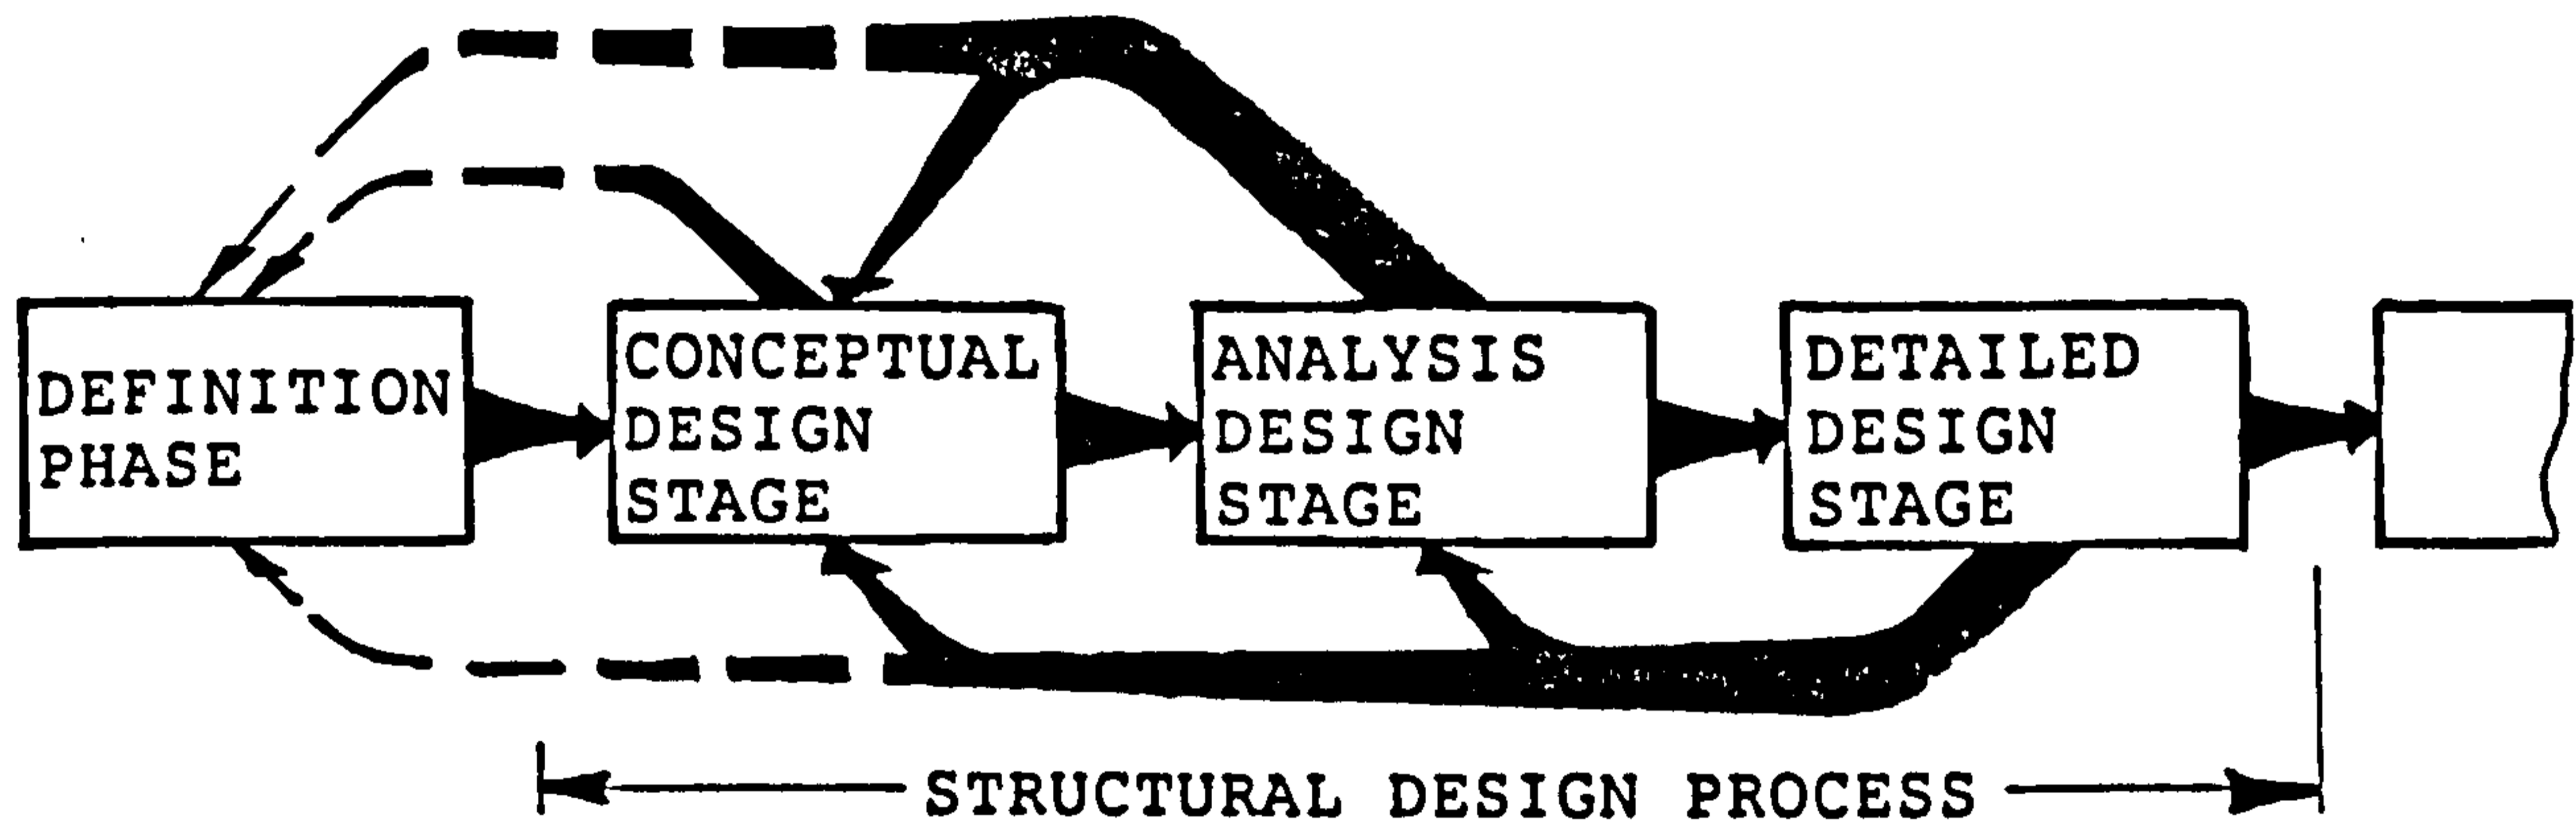 DEFINITION
PHASE
CONCEPTUAL
DESIGN
STAGE
ANALYSIS
DESIGN
STAGE
DETAILED
DESIGN
STAGE
STRUCTURAL DESIGN PROCESS